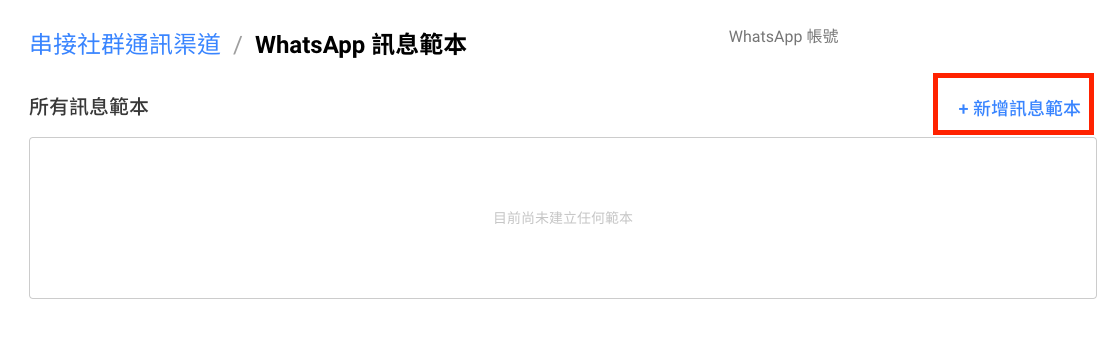 串接社群通訊渠道 / WhatsApp 訊息範本
WhatsApp 帳號
所有訊息範本
+ 新增訊息範本
目前尚未建立任何範本